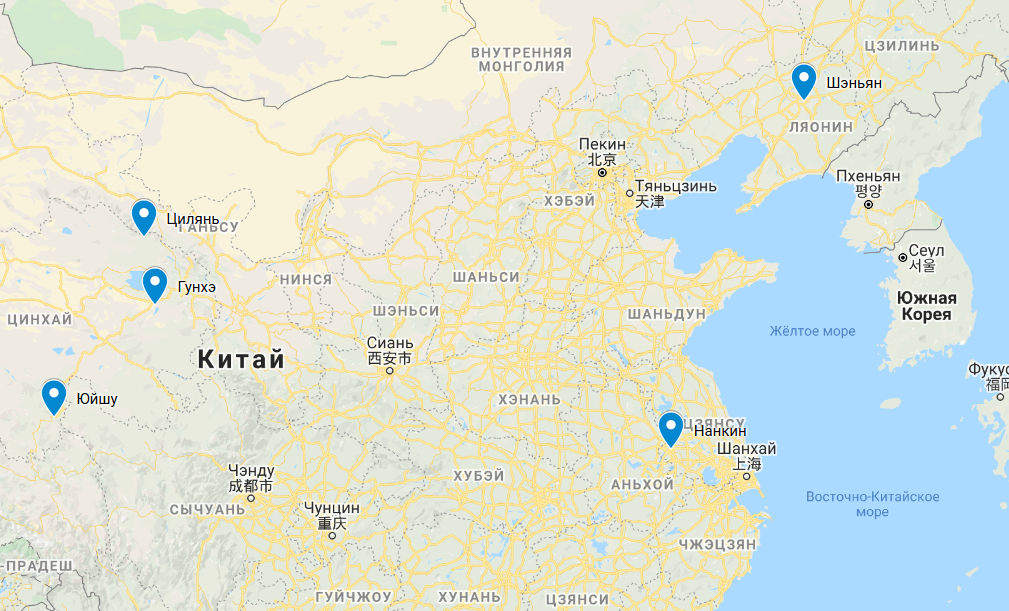 ЦЗИЛИНЬ
ВНУТРЕННЯЯ
МОНГОЛИЯ
Шэньян
ЛЯОНИН
Пекин
北京
Пхеньян
평양
Тяньцзинь
天津
ХЭБЭЙ
Цилянь
ГАНЬСУ
Сеул
서울
НИНСЯ
ШАНЬСИ
Гунхэ
Южная
Корея
ШЭНЬСИ
ШАНЬДУН
ЦИНХАЙ
Жёлтое море
Сиань
西安市
Китай
Фукус
福岡
Юйшу
ХЭНАНЬ
ЦЗЯНСУ
Нанкин
Шанхай
上海
Чэнду
成都市
ХУБЭЙ
АНЬХОЙ
Восточно-Китайское
море
СЫЧУАНЬ
Чунцин
重庆
ЧЖЭЦЗЯН
-ПРАДЕШ
ГУЙЧЖОУ
ХУНАНЬ
ЦЗЯНСИ